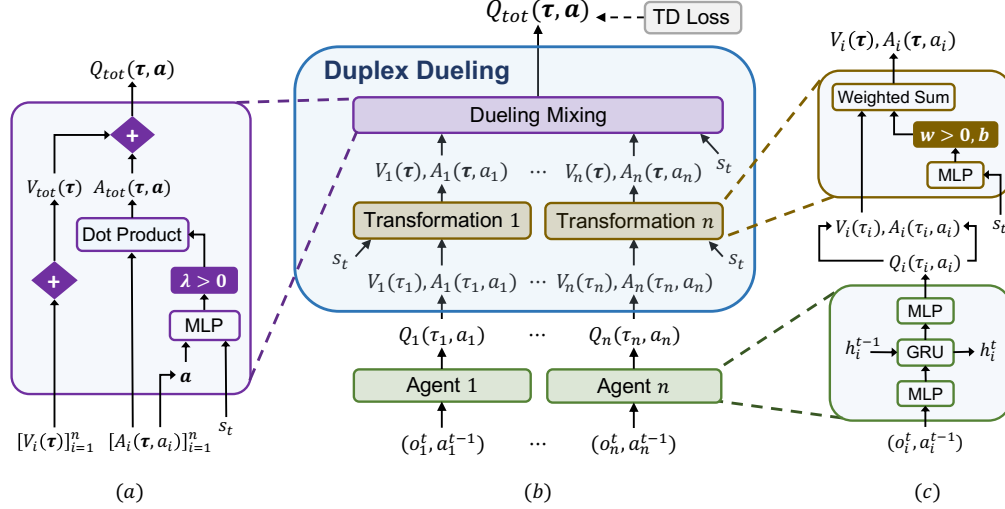 Q_tot(τ, a)
V_tot(τ) A_tot(τ, a)
Dot Product
λ > 0
MLP
a
s_t
[V_i(τ)]_{i=1}^n [A_i(τ, a_i)]_{i=1}^n
(a)
Q_tot(τ, a)
TD Loss
Duplex Dueling
Dueling Mixing
s_t
V_1(τ), A_1(τ, a_1) ⋯ V_n(τ), A_n(τ, a_n)
Transformation 1 Transformation n
s_t s_t
V_1(τ_1), A_1(τ_1, a_1) ⋯ V_n(τ_n), A_n(τ_n, a_n)
Q_1(τ_1, a_1) ⋯ Q_n(τ_n, a_n)
Agent 1 Agent n
(o_1^t, a_1^{t-1}) ⋯ (o_n^t, a_n^{t-1})
(b)
V_i(τ), A_i(τ, a_i)
Weighted Sum
w > 0, b
MLP
s_t
V_i(τ_i), A_i(τ_i, a_i)
Q_i(τ_i, a_i)
MLP
h_i^{t-1} GRU h_i^t
MLP
(o_i^t, a_i^{t-1})
(c)